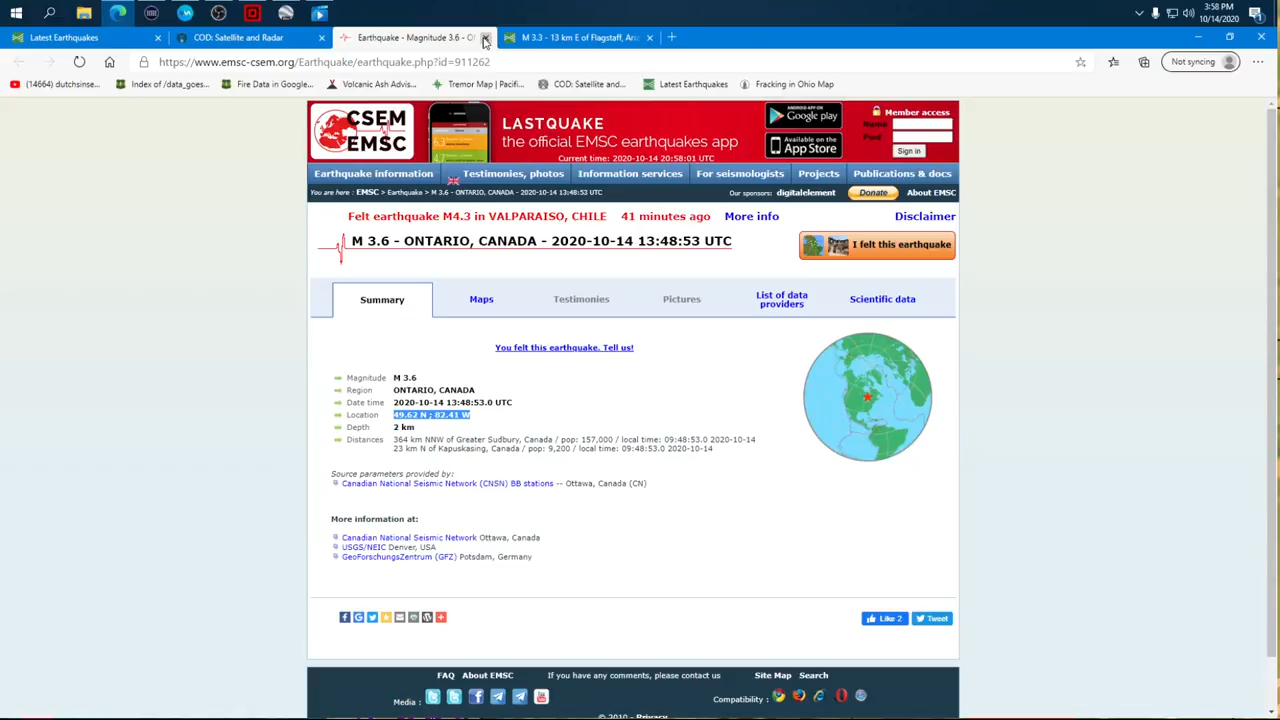 3:58 PM
10/14/2020
Latest Earthquakes
COD: Satellite and Radar
Earthquake - Magnitude 3.6 - O
M 3.3 - 13 km E of Flagstaff, Ariz
https://www.emsc-csem.org/Earthquake/earthquake.php?id=911262
Not syncing
(14664) dutchsinse...
Index of /data_goes...
Fire Data in Google...
Volcanic Ash Advis...
Tremor Map | Pacifi...
COD: Satellite and...
Latest Earthquakes
Fracking in Ohio Map
CSEM
EMSC
LASTQUAKE
the official EMSC earthquakes app
Current time: 2020-10-14 20:58:01 UTC
Google play
Available on
App Store
Member access
Name
Sign in
Earthquake information
Testimonies, photos
Information services
For seismologists
Projects
Publications & docs
You are here : EMSC > Earthquake > M 3.6 - ONTARIO, CANADA - 2020-10-14 13:48:53 UTC
Our sponsors: digitalelement
Donate
About EMSC
Felt earthquake M4.3 in VALPARAISO, CHILE 41 minutes ago More info
Disclaimer
M 3.6 - ONTARIO, CANADA - 2020-10-14 13:48:53 UTC
I felt this earthquake
Summary
Maps
Testimonies
Pictures
List of data
providers
Scientific data
You felt this earthquake. Tell us!
Magnitude M 3.6
Region ONTARIO, CANADA
Date time 2020-10-14 13:48:53.0 UTC
Location 49.62 N ; 82.41 W
Depth 2 km
Distances 364 km NNW of Greater Sudbury, Canada / pop: 157,000 / local time: 09:48:53.0 2020-10-14
23 km N of Kapuskasing, Canada / pop: 9,200 / local time: 09:48:53.0 2020-10-14
Source parameters provided by:
Canadian National Seismic Network (CNSN) BB stations -- Ottawa, Canada (CN)
More information at:
Canadian National Seismic Network Ottawa, Canada
USGS/NEIC Denver, USA
GeoForschungsZentrum (GFZ) Potsdam, Germany
Like 2
Tweet
FAQ About EMSC
If you have any comments, please contact us
Site Map Search
Media :
Compatibility :
© 2010 - Privacy